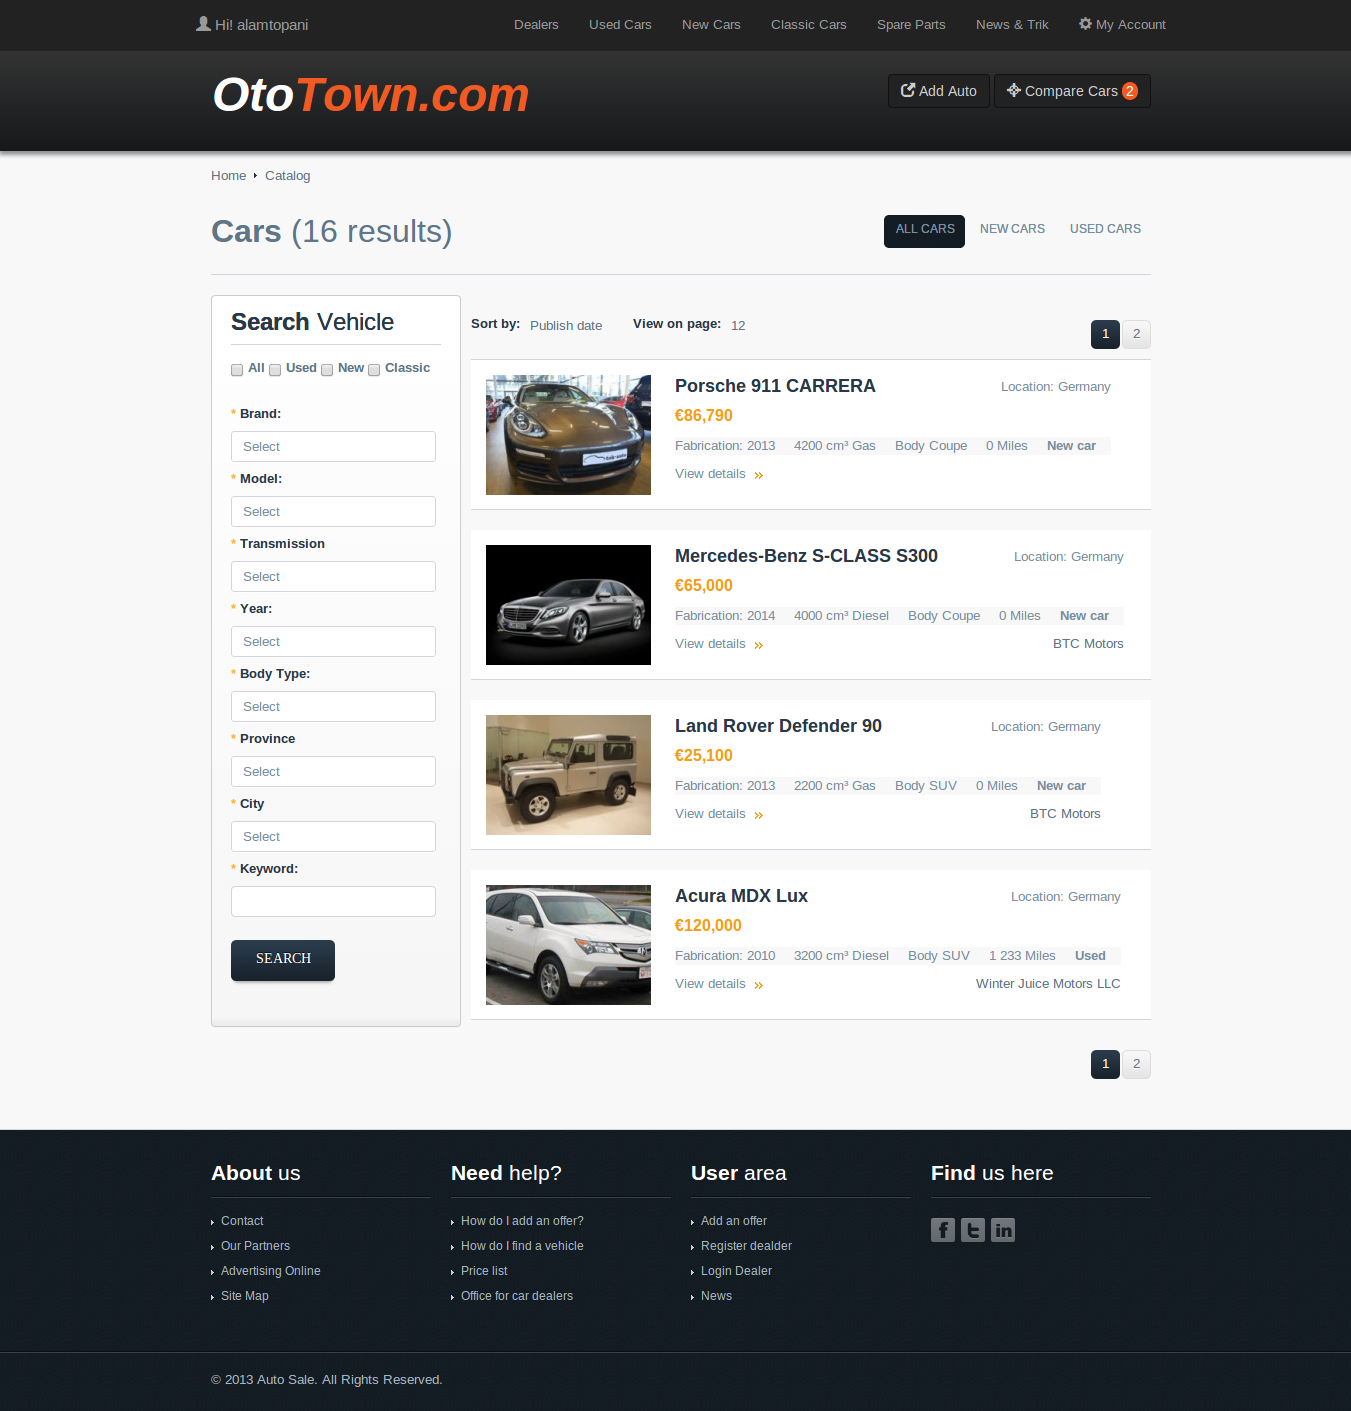 Hi! alamtopani
Dealers Used Cars New Cars Classic Cars Spare Parts News & Trik My Account
OtoTown.com
Add Auto Compare Cars 2
Home Catalog
Cars (16 results)
ALL CARS NEW CARS USED CARS
Search Vehicle
All Used New Classic
* Brand:
Select
* Model:
Select
* Transmission
Select
* Year:
Select
* Body Type:
Select
* Province
Select
* City
Select
* Keyword:
SEARCH
Sort by: Publish date View on page: 12
1 2
Porsche 911 CARRERA Location: Germany
€86,790
Fabrication: 2013 4200 cm³ Gas Body Coupe 0 Miles New car
View details
Mercedes-Benz S-CLASS S300 Location: Germany
€65,000
Fabrication: 2014 4000 cm³ Diesel Body Coupe 0 Miles New car
View details BTC Motors
Land Rover Defender 90 Location: Germany
€25,100
Fabrication: 2013 2200 cm³ Gas Body SUV 0 Miles New car
View details BTC Motors
Acura MDX Lux Location: Germany
€120,000
Fabrication: 2010 3200 cm³ Diesel Body SUV 1 233 Miles Used
View details Winter Juice Motors LLC
1 2
About us
Contact
Our Partners
Advertising Online
Site Map
Need help?
How do I add an offer?
How do I find a vehicle
Price list
Office for car dealers
User area
Add an offer
Register dealder
Login Dealer
News
Find us here
© 2013 Auto Sale. All Rights Reserved.